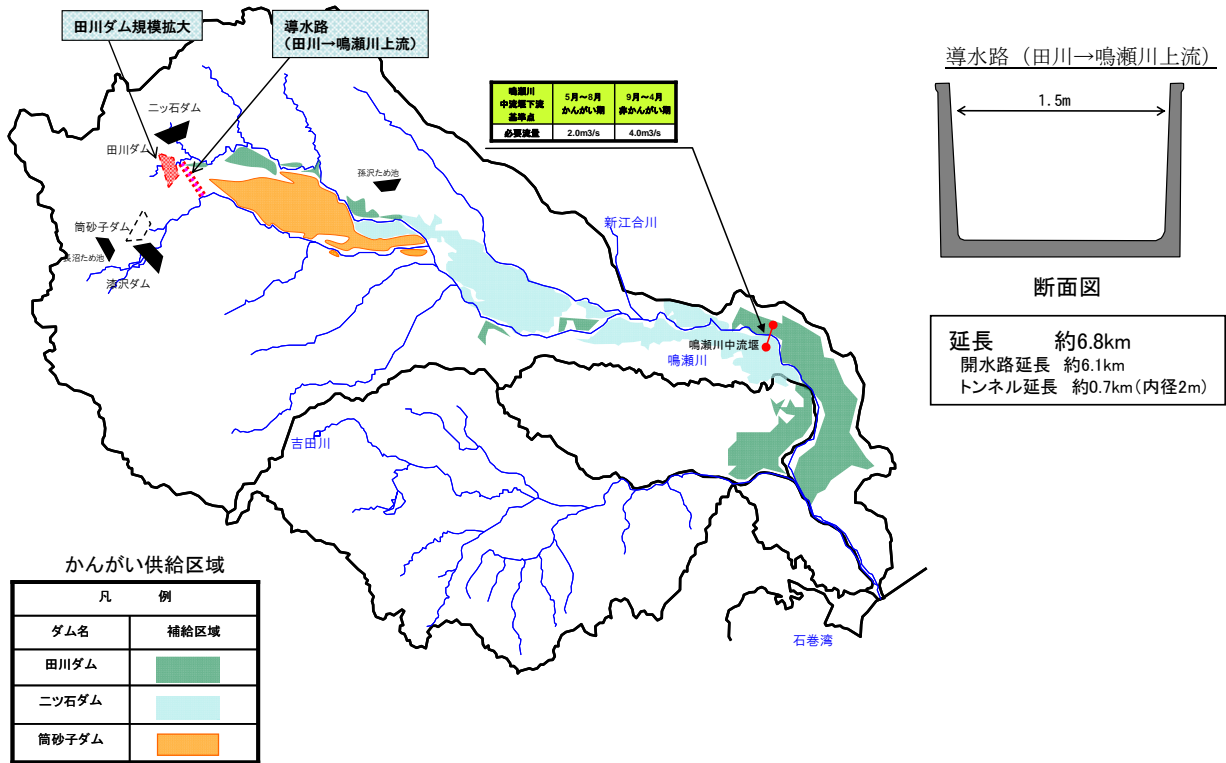 田川ダム規模拡大
導水路
（田川→鳴瀬川上流）
導水路（田川→鳴瀬川上流）
1.5m
断面図
延長 約6.8km
開水路延長 約6.1km
トンネル延長 約0.7km（内径2m）
鳴瀬川
中流堰下流
基準点
5月～8月
かんがい期
9月～4月
非かんがい期
必要流量 2.0m3/s 4.0m3/s
二ツ石ダム
田川ダム
孫沢ため池
筒砂子ダム
長沼ため池
漆沢ダム
新江合川
鳴瀬川中流堰
鳴瀬川
吉田川
石巻湾
かんがい供給区域
凡 例
ダム名 補給区域
田川ダム
二ツ石ダム
筒砂子ダム